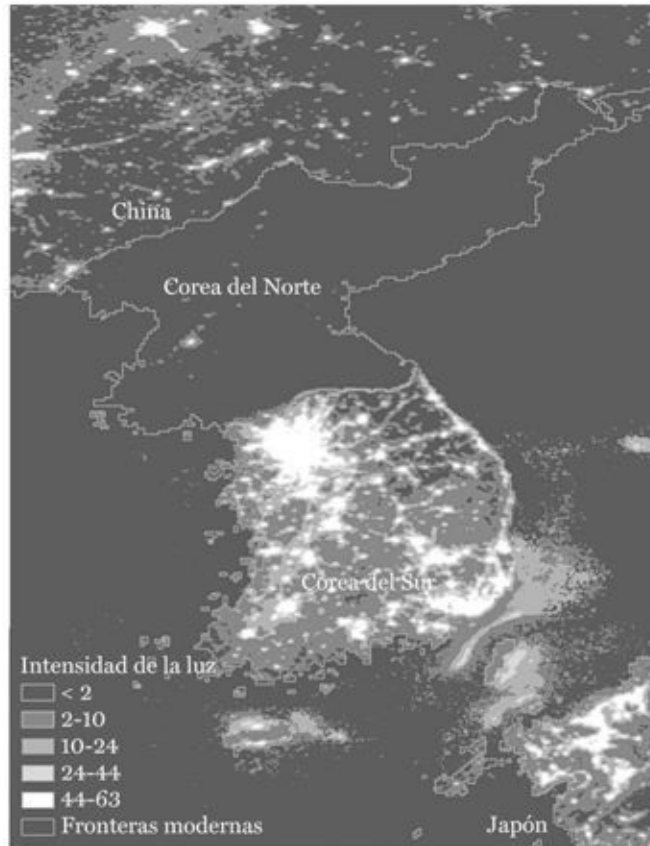 China
Corea del Norte
Corea del Sur
Intensidad de la luz
< 2
2-10
10-24
24-44
44-63
Fronteras modernas
Japón